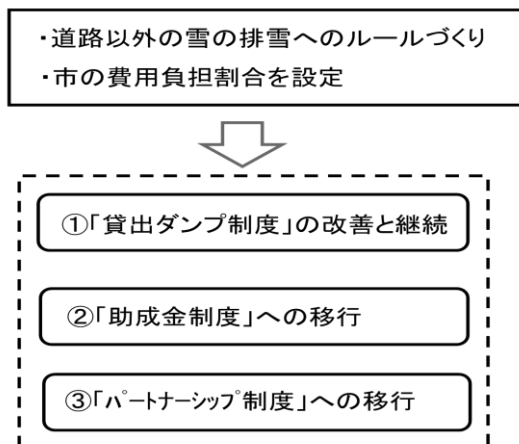 ・道路以外の雪の排雪へのルールづくり
・市の費用負担割合を設定
①「貸出ダンプ制度」の改善と継続
②「助成金制度」への移行
③「ﾊﾟｰﾄﾅｰｼｯﾌﾟ制度」への移行